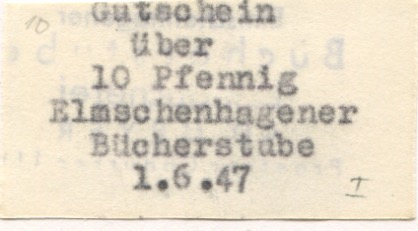 10
Gutschein
über
10 Pfennig
Elmschenhagener
Bücherstube
1.6.47
I